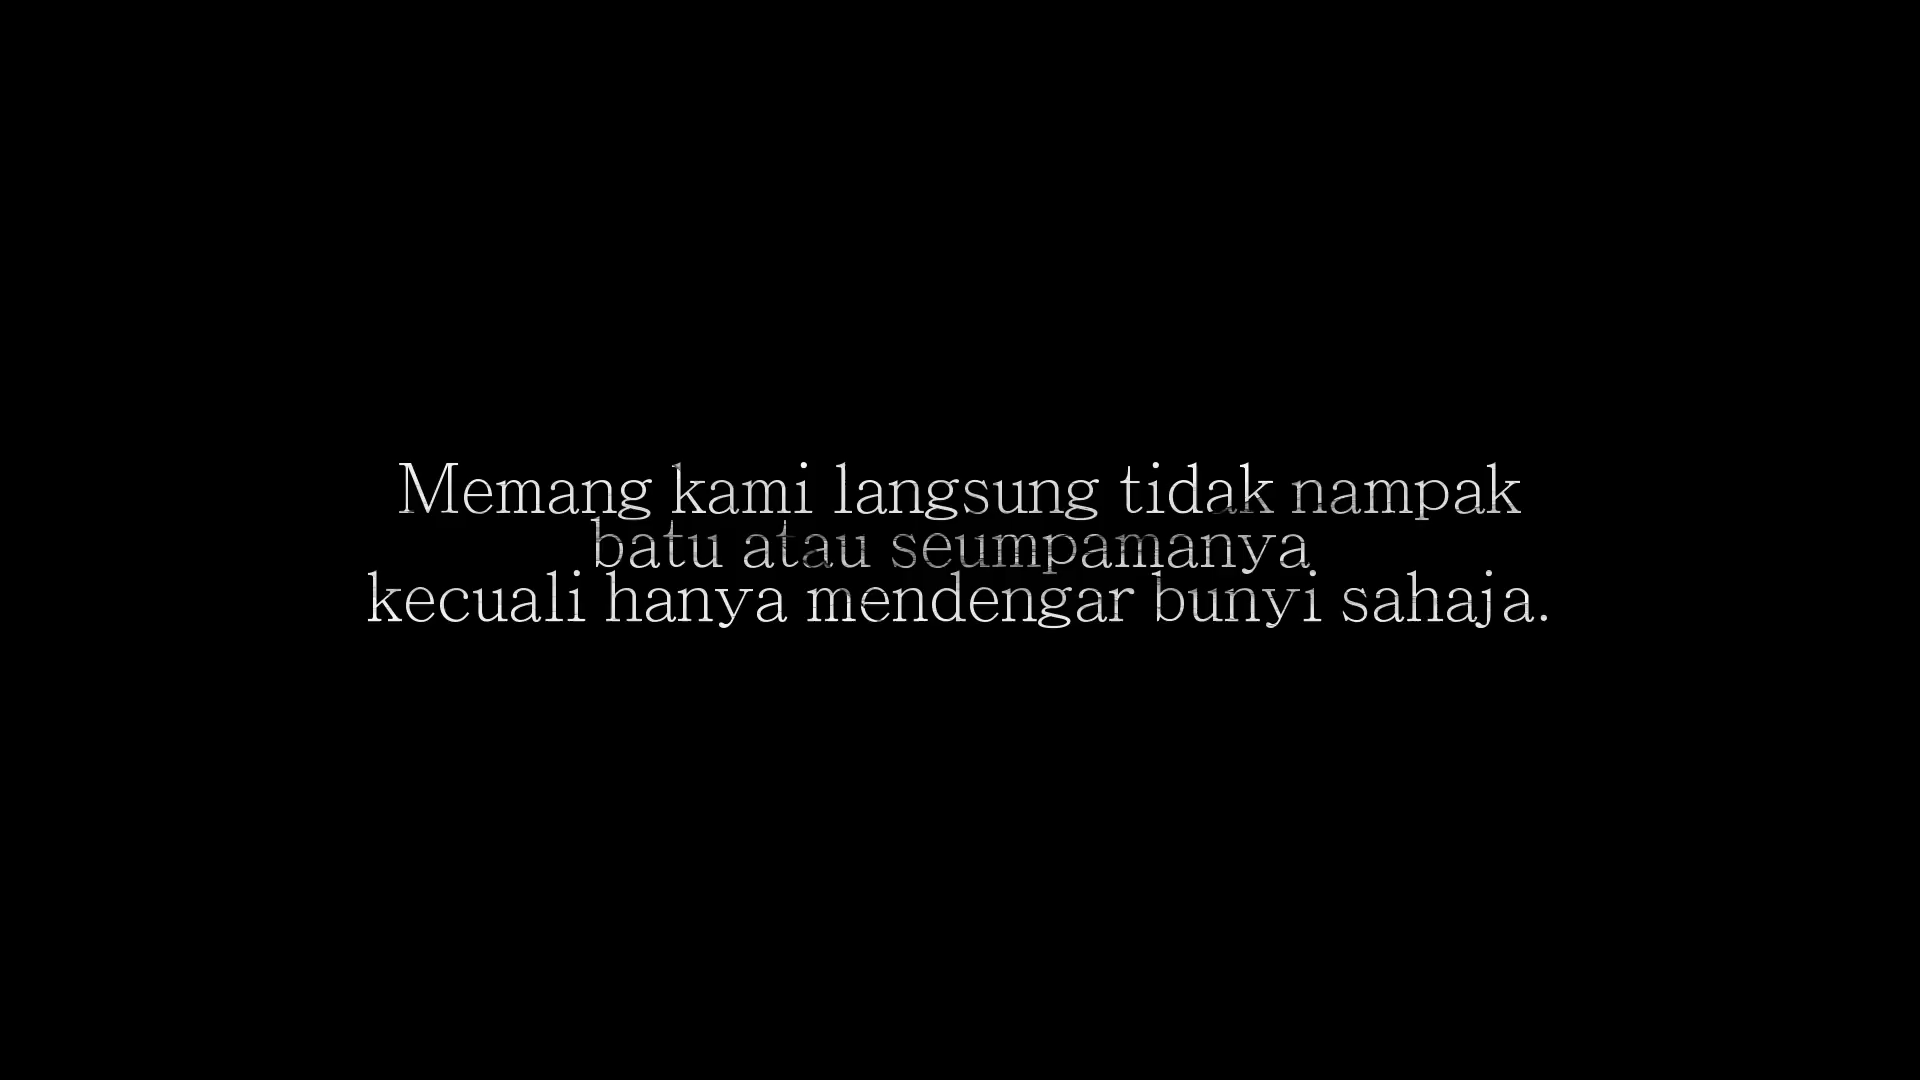 Memang kami langsung tidak nampak
batu atau seumpamanya
kecuali hanya mendengar bunyi sahaja.